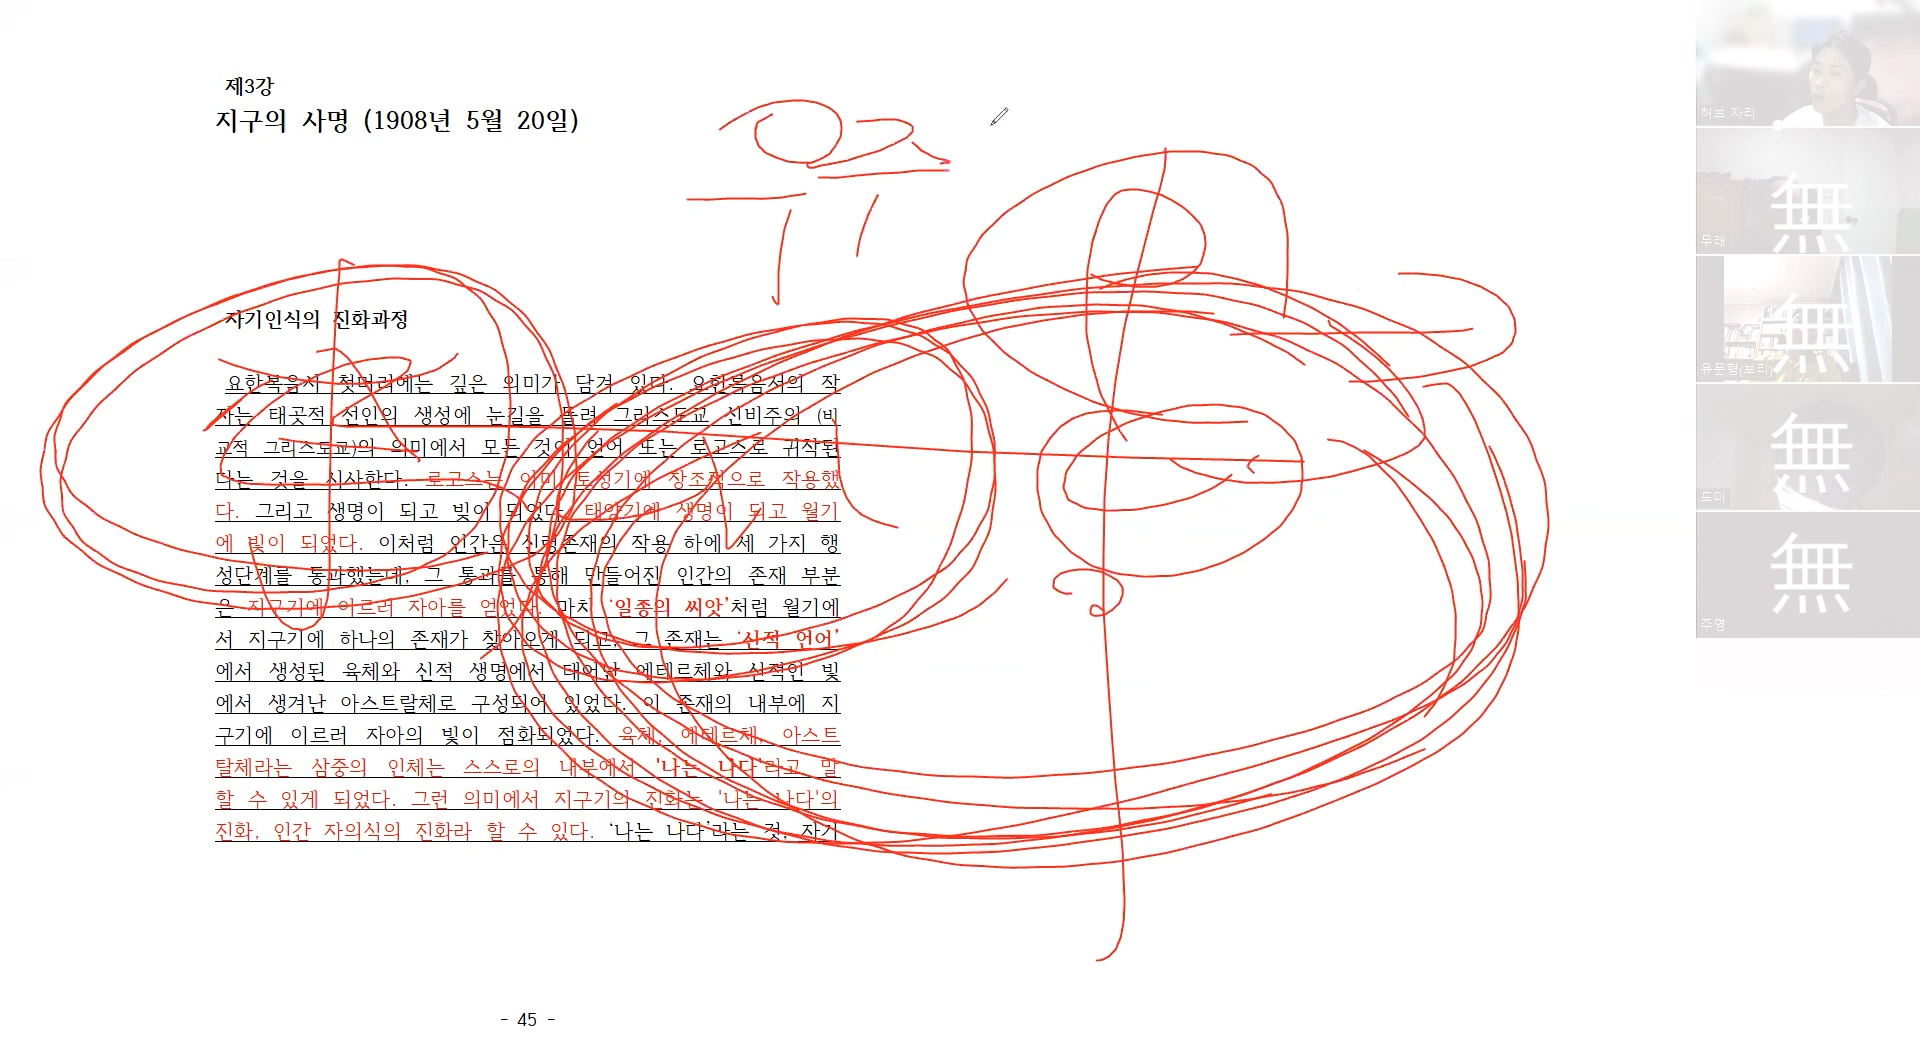 제3강
지구의 사명 (1908년 5월 20일)
자기인식의 진화과정
요한복음서 첫머리에는 깊은 의미가 담겨 있다. 요한복음서의 작
자는 태곳적 선인의 생성에 눈길을 돌려 그리스도교 신비주의 (비
교적 그리스도교)의 의미에서 모든 것이 언어 또는 로고스로 귀착된
다는 것을 시사한다. 로고스는 이미 토성기에 창조적으로 작용했
다. 그리고 생명이 되고 빛이 되었다. 태양기에 생명이 되고 월기
에 빛이 되었다. 이처럼 인간은 신령존재의 작용 하에 세 가지 행
성단계를 통과했는데, 그 통과를 통해 만들어진 인간의 존재 부분
은 지구기에 이르러 자아를 얻었다. 마치 ‘일종의 씨앗’처럼 월기에
서 지구기에 하나의 존재가 찾아오게 되고, 그 존재는 ‘신적 언어’
에서 생성된 육체와 신적 생명에서 태어난 에테르체와 신적인 빛
에서 생겨난 아스트랄체로 구성되어 있었다. 이 존재의 내부에 지
구기에 이르러 자아의 빛이 점화되었다. 육체, 에테르체, 아스트
랄체라는 삼중의 인체는 스스로의 내부에서 '나는 나다'라고 말
할 수 있게 되었다. 그런 의미에서 지구기의 진화는 '나는 나다'의
진화, 인간 자의식의 진화라 할 수 있다. ‘나는 나다’라는 것, 자기
- 45 -
허브 자리
無
무래
無
유문형(보리)
無
도미
無
주영